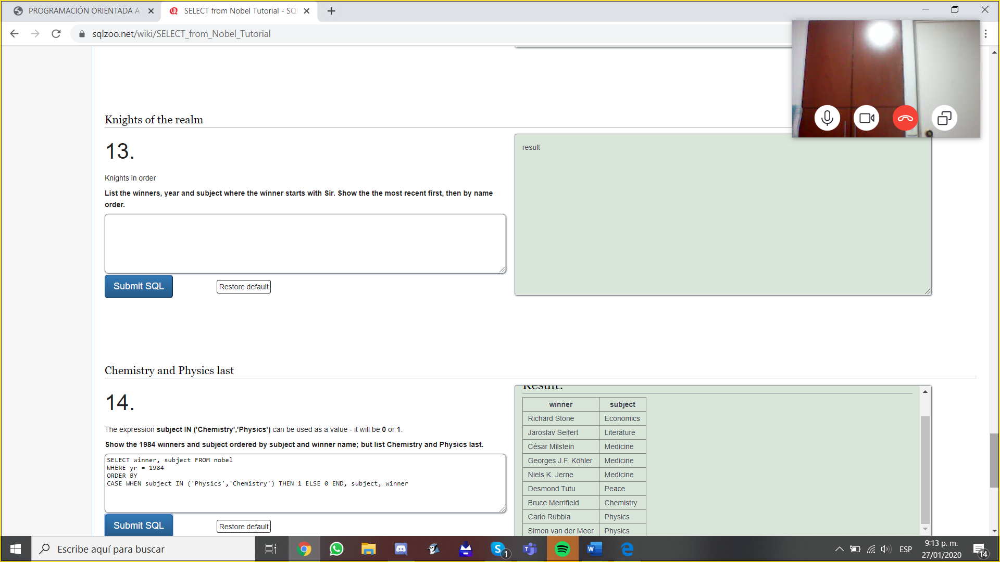 PROGRAMACIÓN ORIENTADA A
SELECT from Nobel Tutorial - SQ
sqlzoo.net/wiki/SELECT_from_Nobel_Tutorial
Knights of the realm
13.
Knights in order
List the winners, year and subject where the winner starts with Sir. Show the the most recent first, then by name
order.
Submit SQL
Restore default
result
Chemistry and Physics last
14.
The expression subject IN ('Chemistry','Physics') can be used as a value - it will be 0 or 1.
Show the 1984 winners and subject ordered by subject and winner name; but list Chemistry and Physics last.
SELECT winner, subject FROM nobel
WHERE yr = 1984
ORDER BY
CASE WHEN subject IN ('Physics','Chemistry') THEN 1 ELSE 0 END, subject, winner
Submit SQL
Restore default
Result:
winner subject
Richard Stone Economics
Jaroslav Seifert Literature
César Milstein Medicine
Georges J.F. Köhler Medicine
Niels K. Jerne Medicine
Desmond Tutu Peace
Bruce Merrifield Chemistry
Carlo Rubbia Physics
Simon van der Meer Physics
Escribe aquí para buscar
1
ESP
9:13 p. m.
27/01/2020
14